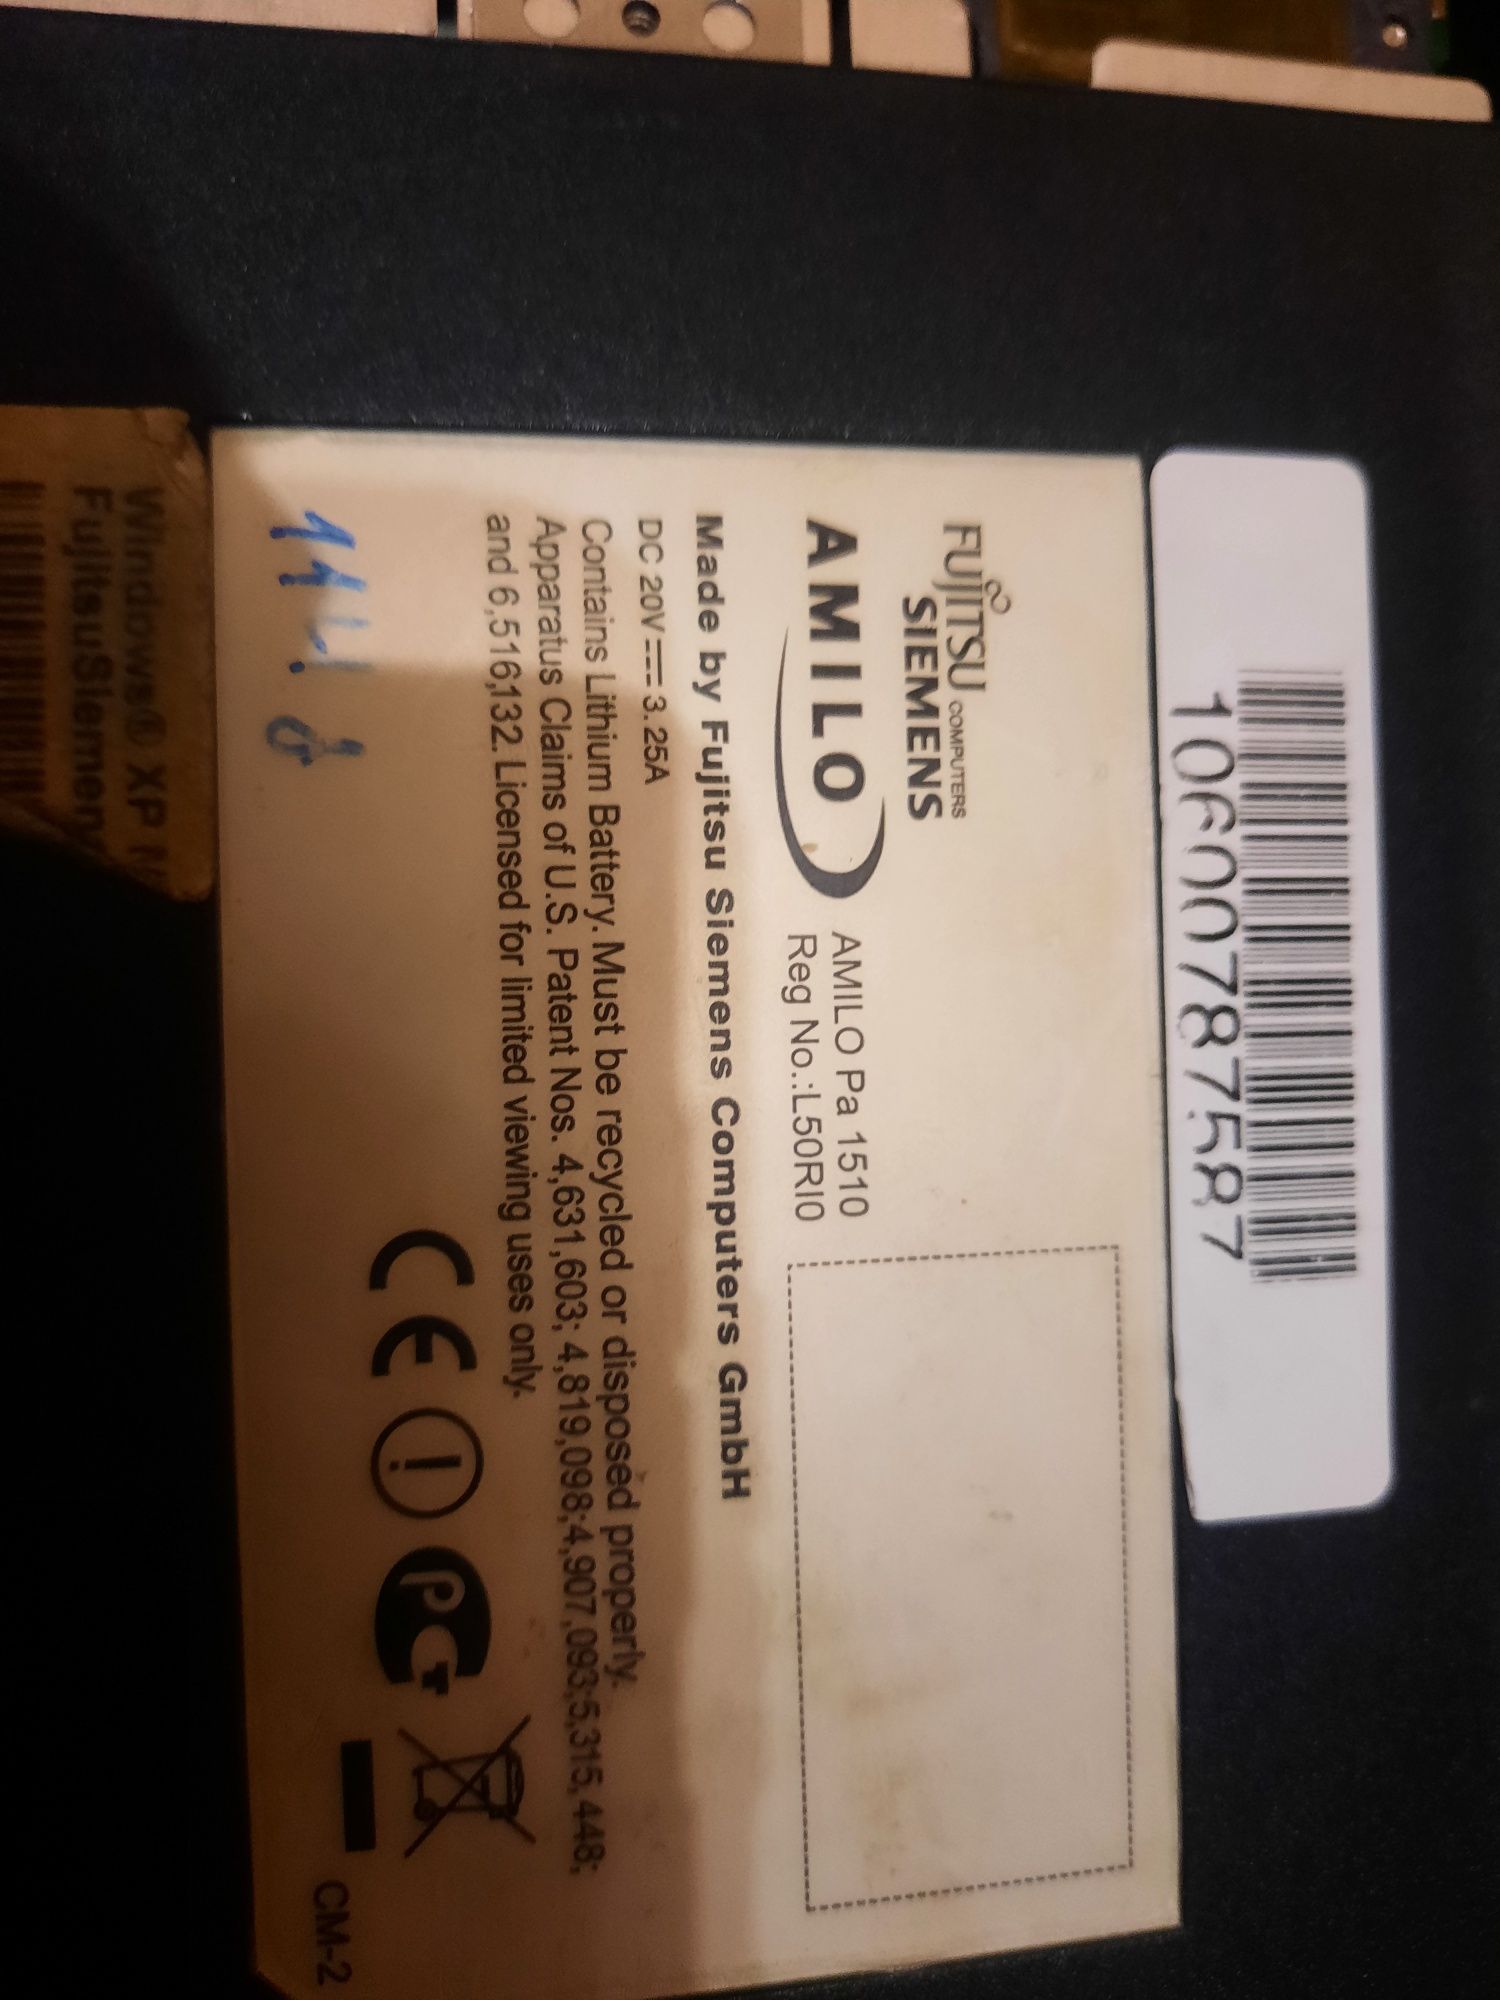 10600787587
FUJITSU COMPUTERS
SIEMENS
AMILO
AMILO Pa 1510
Reg No.:L50RI0
Made by Fujitsu Siemens Computers GmbH
DC 20V⎓3.25A
Contains Lithium Battery. Must be recycled or disposed properly.
Apparatus Claims of U.S. Patent Nos. 4,631,603; 4,819,098;4,907,093;5,315,448;
and 6,516,132. Licensed for limited viewing uses only.
CE
PCT
CM-2
Windows® XP
FujitsuSiemens